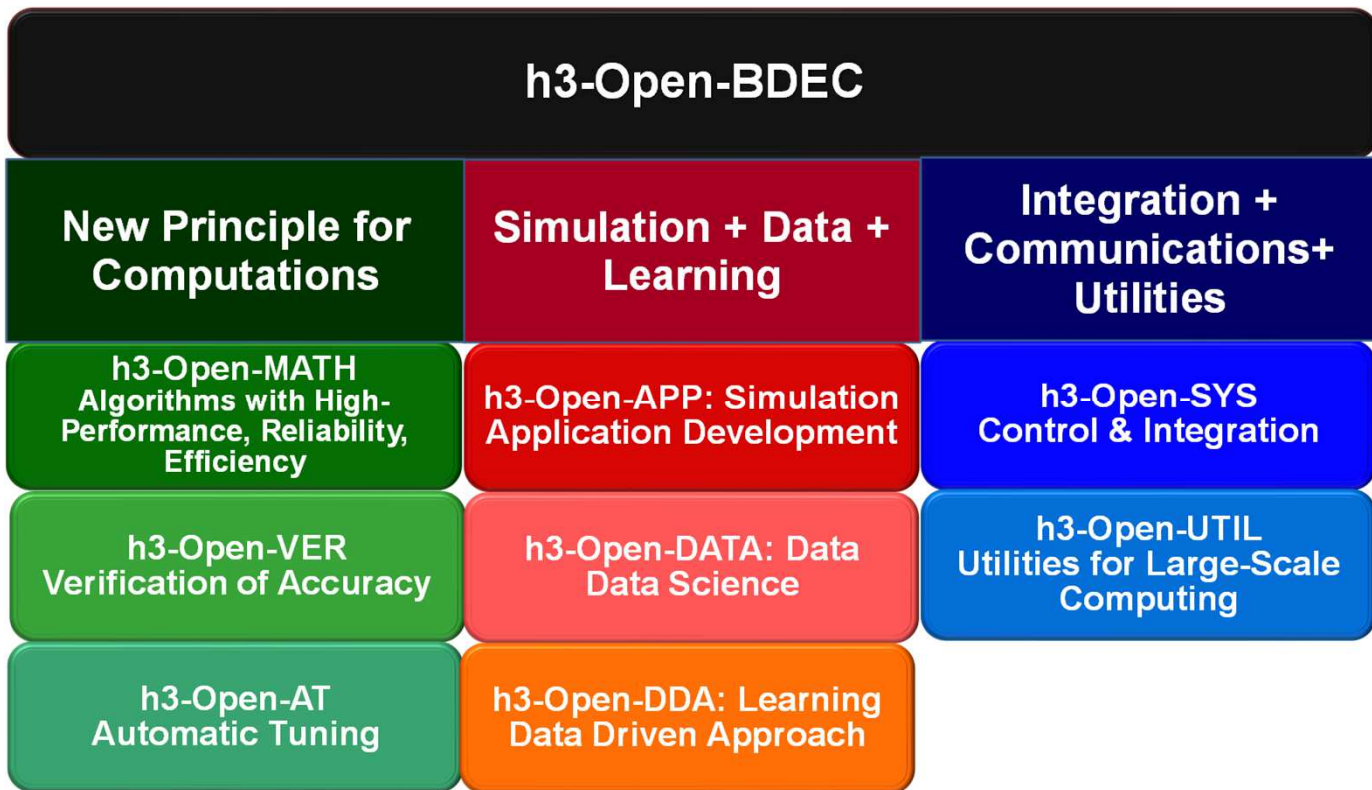 h3-Open-BDEC
New Principle for
Computations
Simulation + Data +
Learning
Integration +
Communications+
Utilities
h3-Open-MATH
Algorithms with High-
Performance, Reliability,
Efficiency
h3-Open-APP: Simulation
Application Development
h3-Open-SYS
Control & Integration
h3-Open-VER
Verification of Accuracy
h3-Open-DATA: Data
Data Science
h3-Open-UTIL
Utilities for Large-Scale
Computing
h3-Open-AT
Automatic Tuning
h3-Open-DDA: Learning
Data Driven Approach